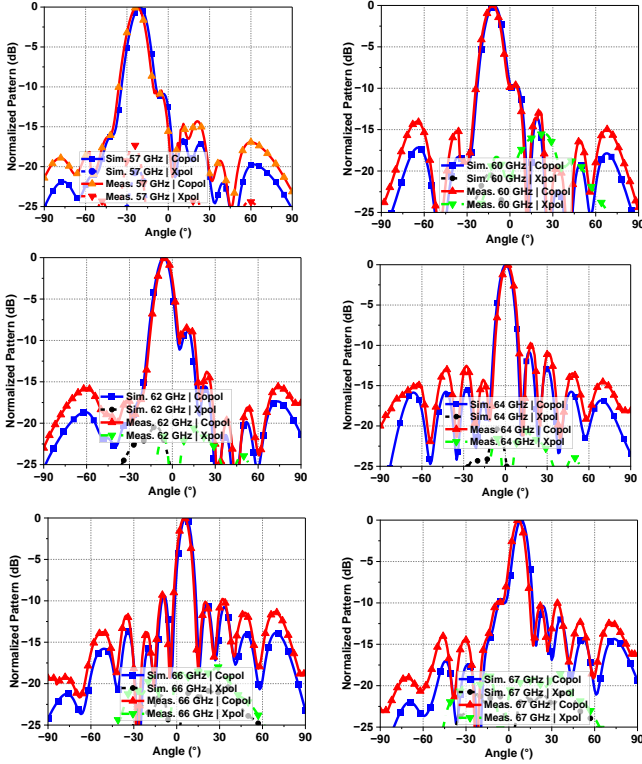 Normalized Pattern (dB)
0
−5
−10
−15
−20
−25
Sim. 57 GHz | Copol
Sim. 57 GHz | Xpol
Meas. 57 GHz | Copol
Meas. 57 GHz | Xpol
−90 −60 −30 0 30 60 90
Angle (°)
Normalized Pattern (dB)
0
−5
−10
−15
−20
−25
Sim. 60 GHz | Copol
Sim. 60 GHz | Xpol
Meas. 60 GHz | Copol
Meas. 60 GHz | Xpol
−90 −60 −30 0 30 60 90
Angle (°)
Normalized Pattern (dB)
0
−5
−10
−15
−20
−25
Sim. 62 GHz | Copol
Sim. 62 GHz | Xpol
Meas. 62 GHz | Copol
Meas. 62 GHz | Xpol
−90 −60 −30 0 30 60 90
Angle (°)
Normalized Pattern (dB)
0
−5
−10
−15
−20
−25
Sim. 64 GHz | Copol
Sim. 64 GHz | Xpol
Meas. 64 GHz | Copol
Meas. 64 GHz | Xpol
−90 −60 −30 0 30 60 90
Angle (°)
Normalized Pattern (dB)
0
−5
−10
−15
−20
−25
Sim. 66 GHz | Copol
Sim. 66 GHz | Xpol
Meas. 66 GHz | Copol
Meas. 66 GHz | Xpol
−90 −60 −30 0 30 60 90
Angle (°)
Normalized Pattern (dB)
0
−5
−10
−15
−20
−25
Sim. 67 GHz | Copol
Sim. 67 GHz | Xpol
Meas. 67 GHz | Copol
Meas. 67 GHz | Xpol
−90 −60 −30 0 30 60 90
Angle (°)